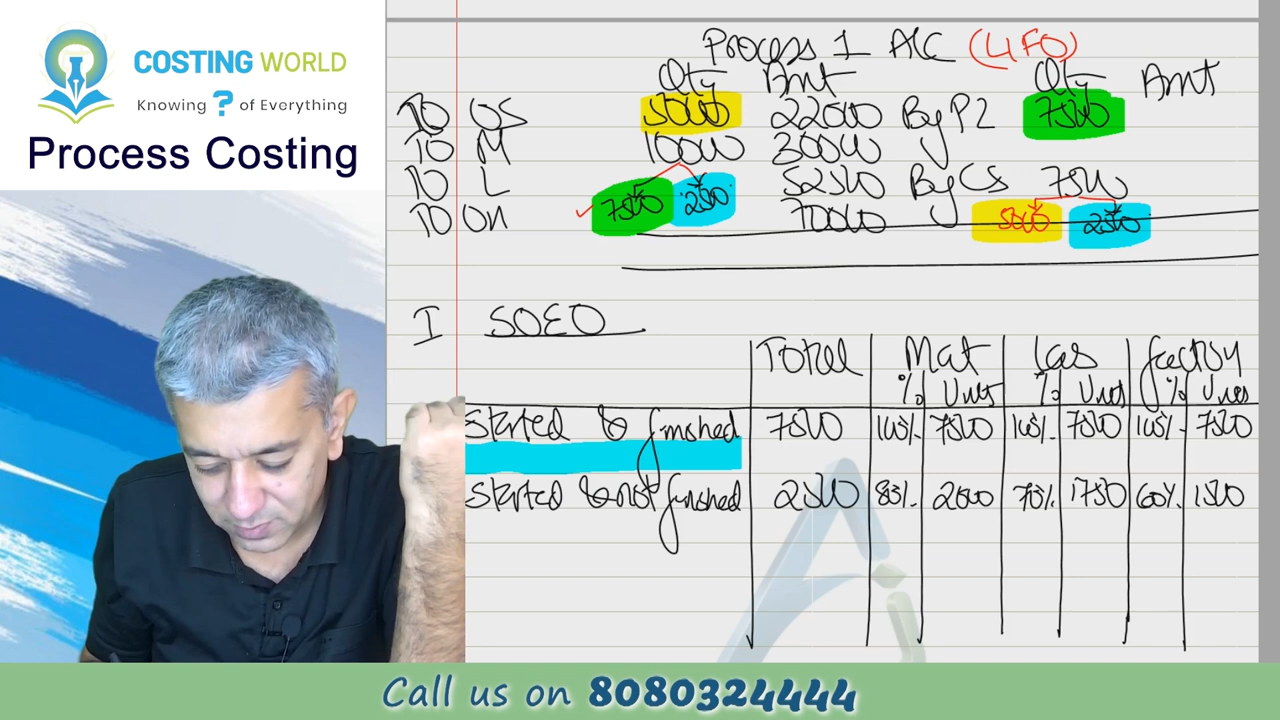 COSTING WORLD
Knowing ? of Everything
Process Costing
Process 1 A/C (LIFO)
Qty Amt Qty Amt
To OS 5000 22000 By P2 7500
To M 10000 30000
To L 52500 By CS 7500
7500 2500
To OH 70000 5000 2500
I SOEO
Total Mat Lab factory
% Units % Units % Units
Started & finished 7500 100% 7500 100% 7500 100% 7500
Started & not finished 2500 80% 2000 70% 1750 60% 1500
Call us on 8080324444